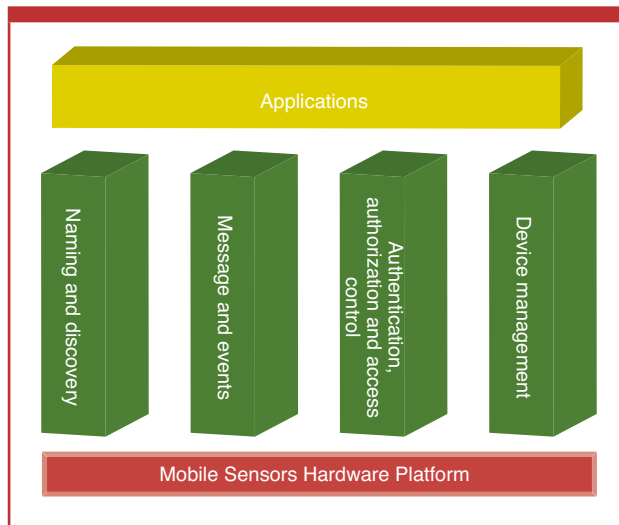 Applications
Naming and discovery
Message and events
Authentication,
authorization and access
control
Device management
Mobile Sensors Hardware Platform